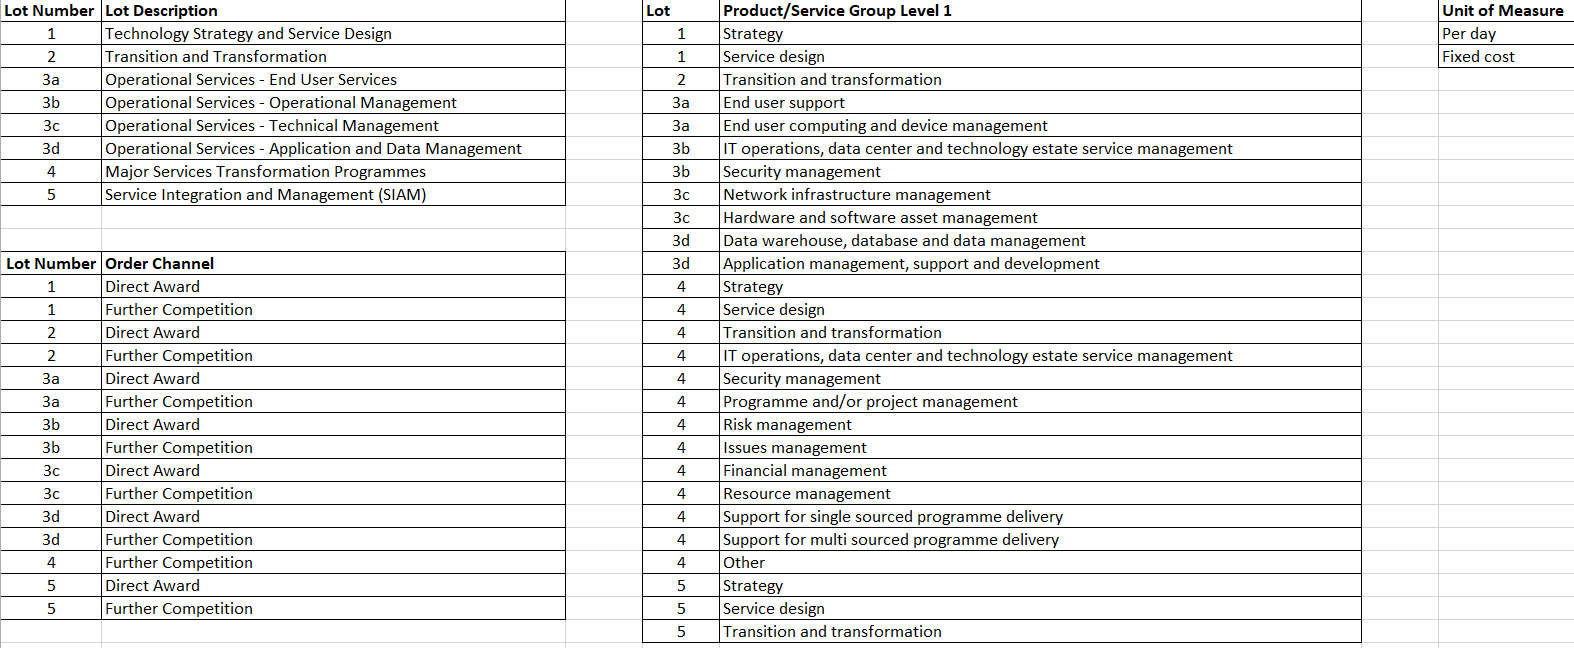 Lot Number Lot Description
1 Technology Strategy and Service Design
2 Transition and Transformation
3a Operational Services - End User Services
3b Operational Services - Operational Management
3c Operational Services - Technical Management
3d Operational Services - Application and Data Management
4 Major Services Transformation Programmes
5 Service Integration and Management (SIAM)
Lot Number Order Channel
1 Direct Award
1 Further Competition
2 Direct Award
2 Further Competition
3a Direct Award
3a Further Competition
3b Direct Award
3b Further Competition
3c Direct Award
3c Further Competition
3d Direct Award
3d Further Competition
4 Further Competition
5 Direct Award
5 Further Competition
Lot Product/Service Group Level 1
1 Strategy
1 Service design
2 Transition and transformation
3a End user support
3a End user computing and device management
3b IT operations, data center and technology estate service management
3b Security management
3c Network infrastructure management
3c Hardware and software asset management
3d Data warehouse, database and data management
3d Application management, support and development
4 Strategy
4 Service design
4 Transition and transformation
4 IT operations, data center and technology estate service management
4 Security management
4 Programme and/or project management
4 Risk management
4 Issues management
4 Financial management
4 Resource management
4 Support for single sourced programme delivery
4 Support for multi sourced programme delivery
4 Other
5 Strategy
5 Service design
5 Transition and transformation
Unit of Measure
Per day
Fixed cost